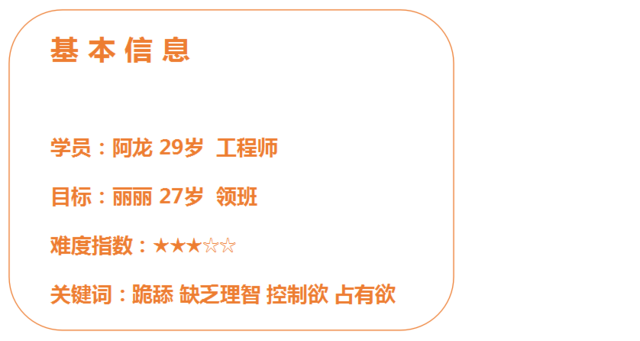 基本信息
学员：阿龙 29岁 工程师
目标：丽丽 27岁 领班
难度指数：★★★☆☆
关键词：跪舔 缺乏理智 控制欲 占有欲